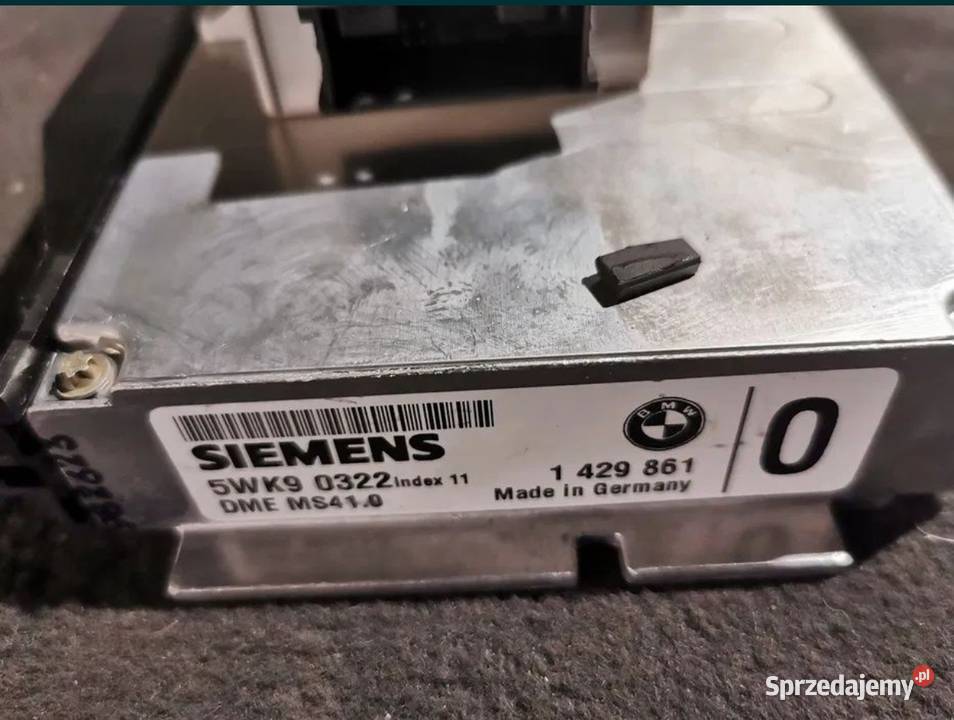 SIEMENS
5WK9 0322 Index 11
DME MS41.0
BMW
1 429 861
Made in Germany
0
Sprzedajemy.pl